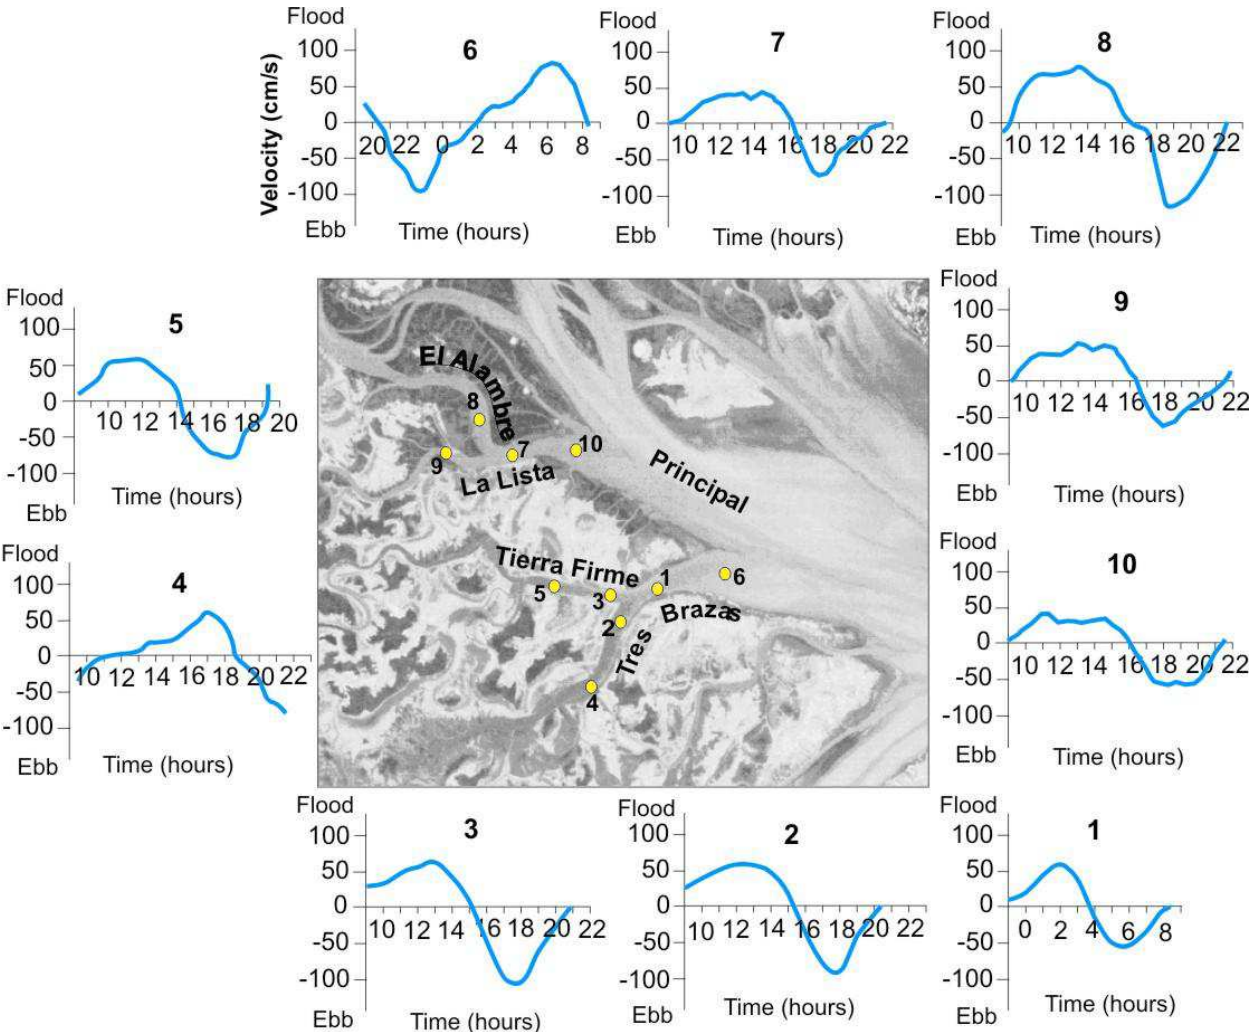 Flood
6
Velocity (cm/s)
100
50
0
-50
-100
20 22 0 2 4 6 8
Ebb
Time (hours)
Flood
7
100
50
0
-50
-100
10 12 14 16 18 20 22
Ebb
Time (hours)
Flood
8
100
50
0
-50
-100
10 12 14 16 18 20 22
Ebb
Time (hours)
Flood
5
100
50
0
-50
-100
10 12 14 16 18 20
Time (hours)
Ebb
El Alambre
8
7
10
9
La Lista
Principal
Tierra Firme
1
6
5
3
Brazas
2
Tres
4
Flood
9
100
50
0
-50
-100
10 12 14 16 18 20 22
Ebb
Time (hours)
Flood
4
100
50
0
-50
-100
10 12 14 16 18 20 22
Ebb
Time (hours)
Flood
10
100
50
0
-50
-100
10 12 14 16 18 20 22
Ebb
Time (hours)
Flood
3
100
50
0
-50
-100
10 12 14 16 18 20 22
Ebb
Time (hours)
Flood
2
100
50
0
-50
-100
10 12 14 16 18 20 22
Ebb
Time (hours)
Flood
1
100
50
0
-50
-100
0 2 4 6 8
Ebb
Time (hours)